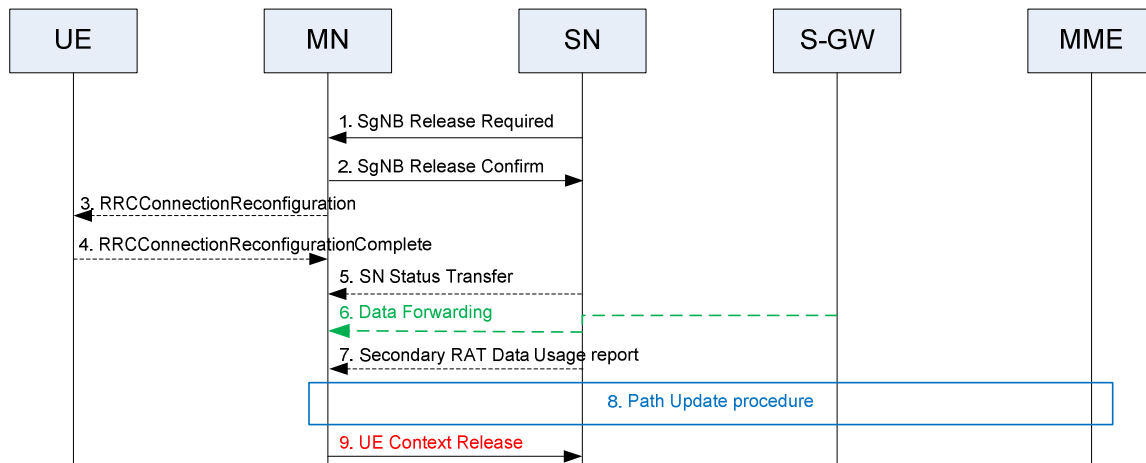 UE
MN
SN
S-GW
MME
1. SgNB Release Required
2. SgNB Release Confirm
3. RRCConnectionReconfiguration
4. RRCConnectionReconfigurationComplete
5. SN Status Transfer
6. Data Forwarding
7. Secondary RAT Data Usage report
8. Path Update procedure
9. UE Context Release